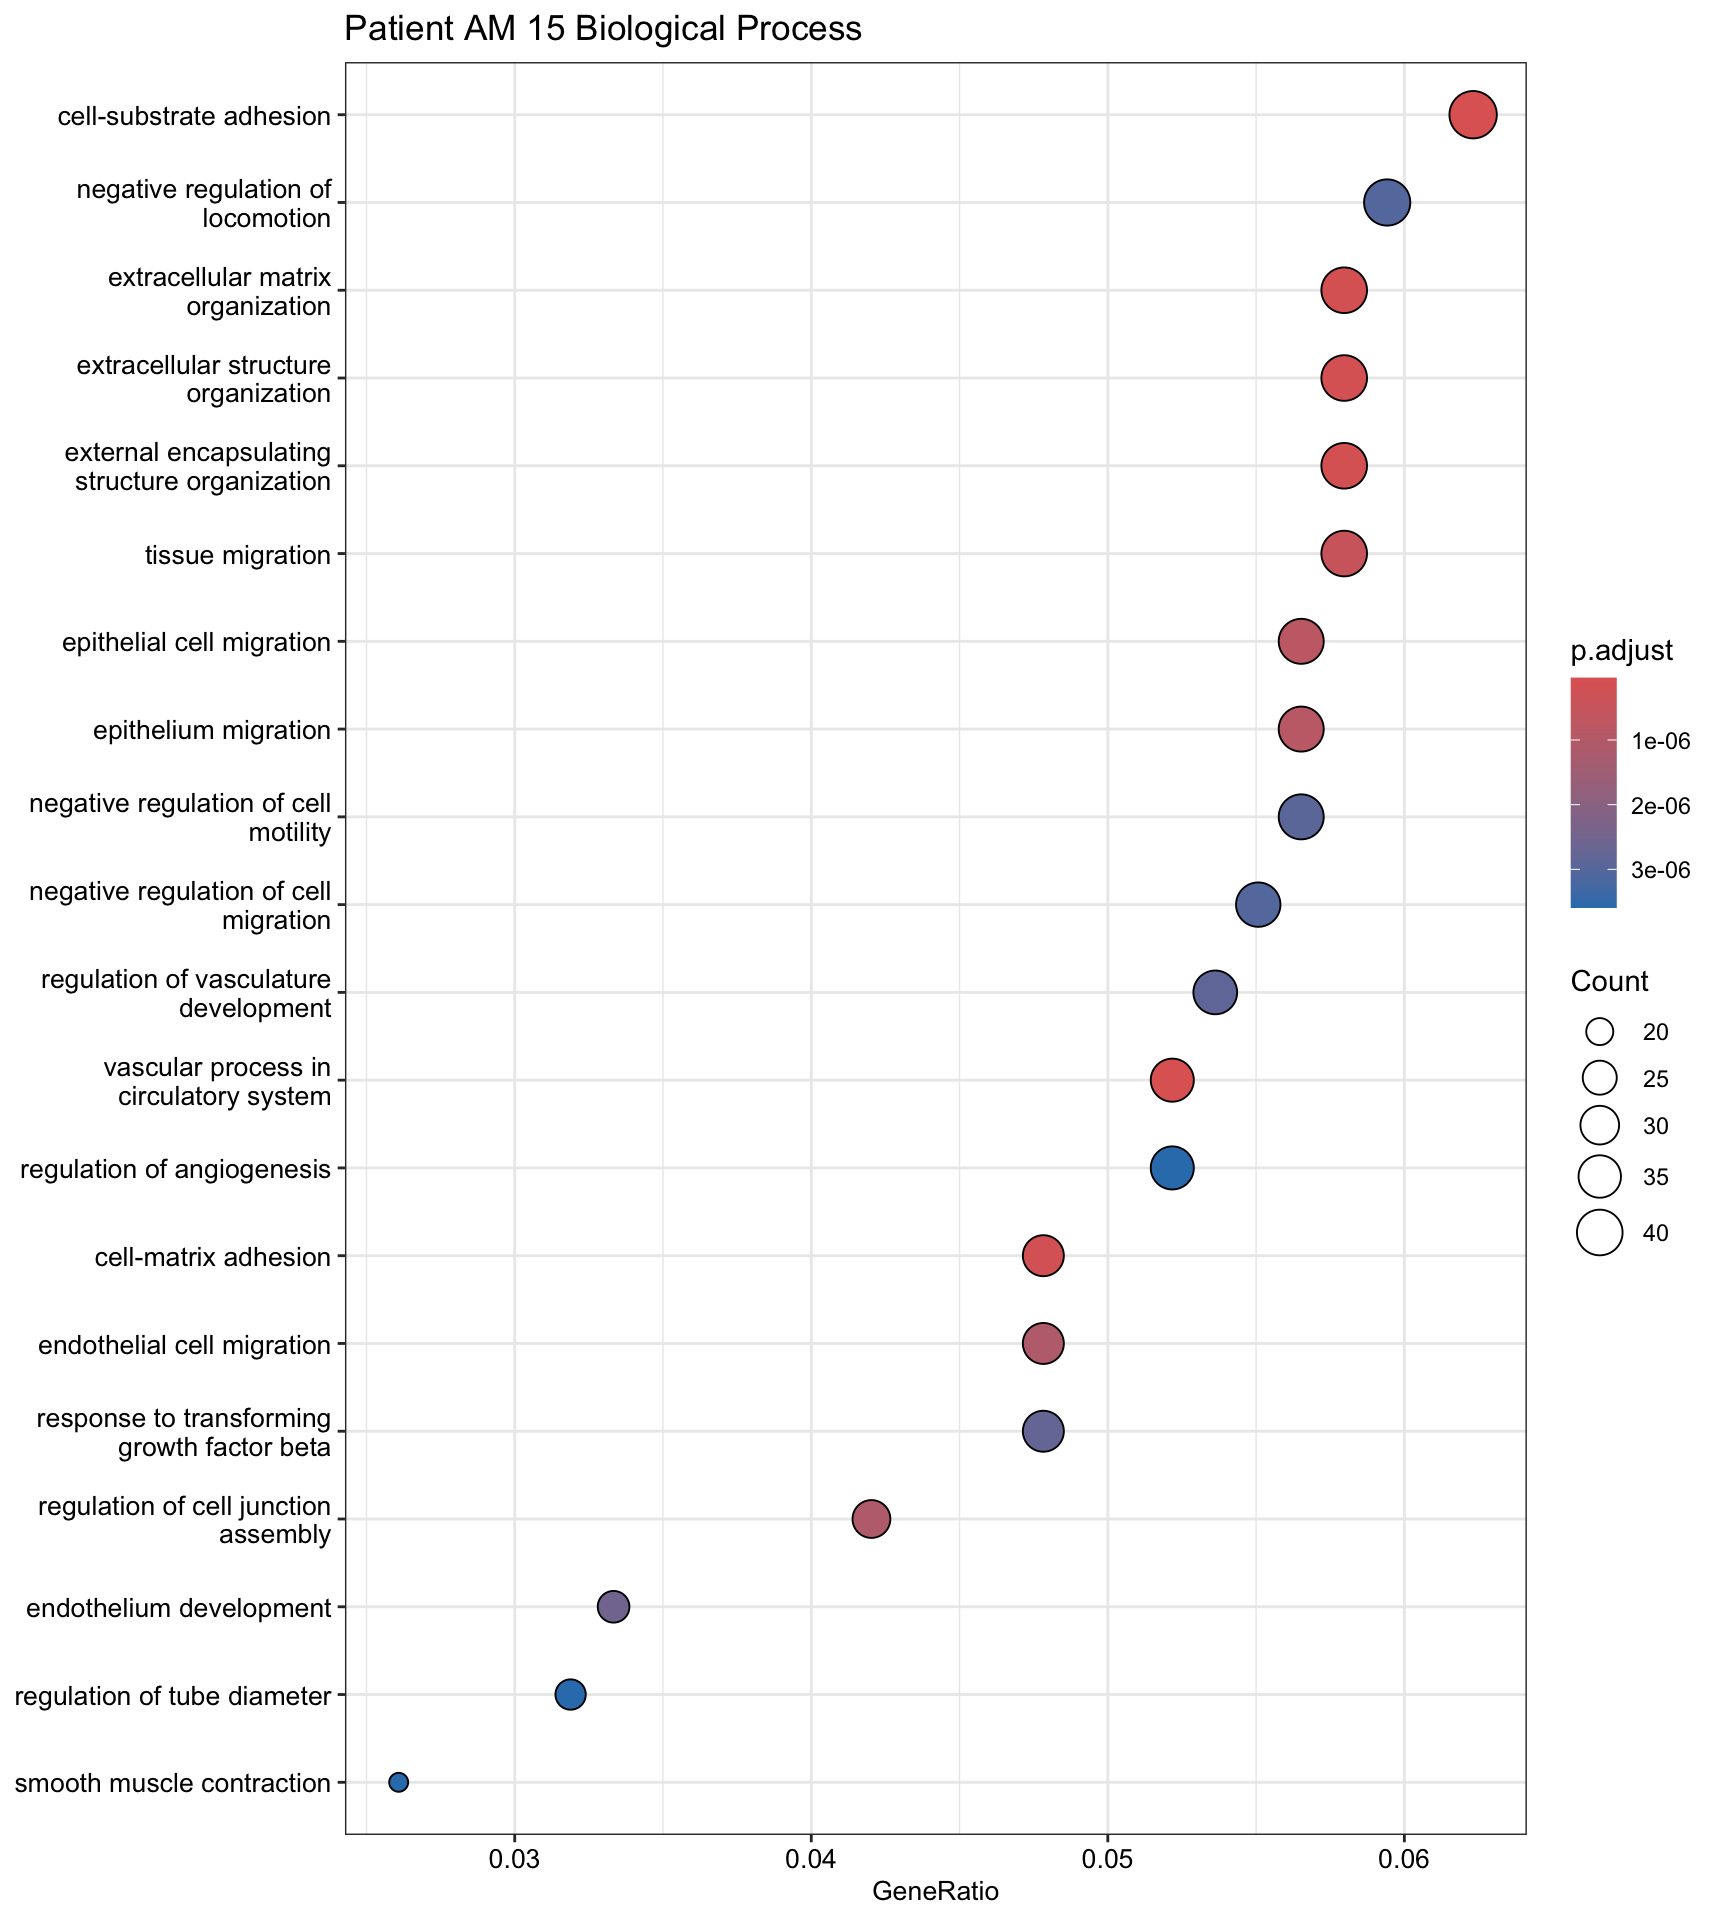 Patient AM 15 Biological Process
cell-substrate adhesion
negative regulation of
locomotion
extracellular matrix
organization
extracellular structure
organization
external encapsulating
structure organization
tissue migration
epithelial cell migration
epithelium migration
negative regulation of cell
motility
negative regulation of cell
migration
regulation of vasculature
development
vascular process in
circulatory system
regulation of angiogenesis
cell-matrix adhesion
endothelial cell migration
response to transforming
growth factor beta
regulation of cell junction
assembly
endothelium development
regulation of tube diameter
smooth muscle contraction
0.03
0.04
0.05
0.06
GeneRatio
p.adjust
1e-06
2e-06
3e-06
Count
20
25
30
35
40